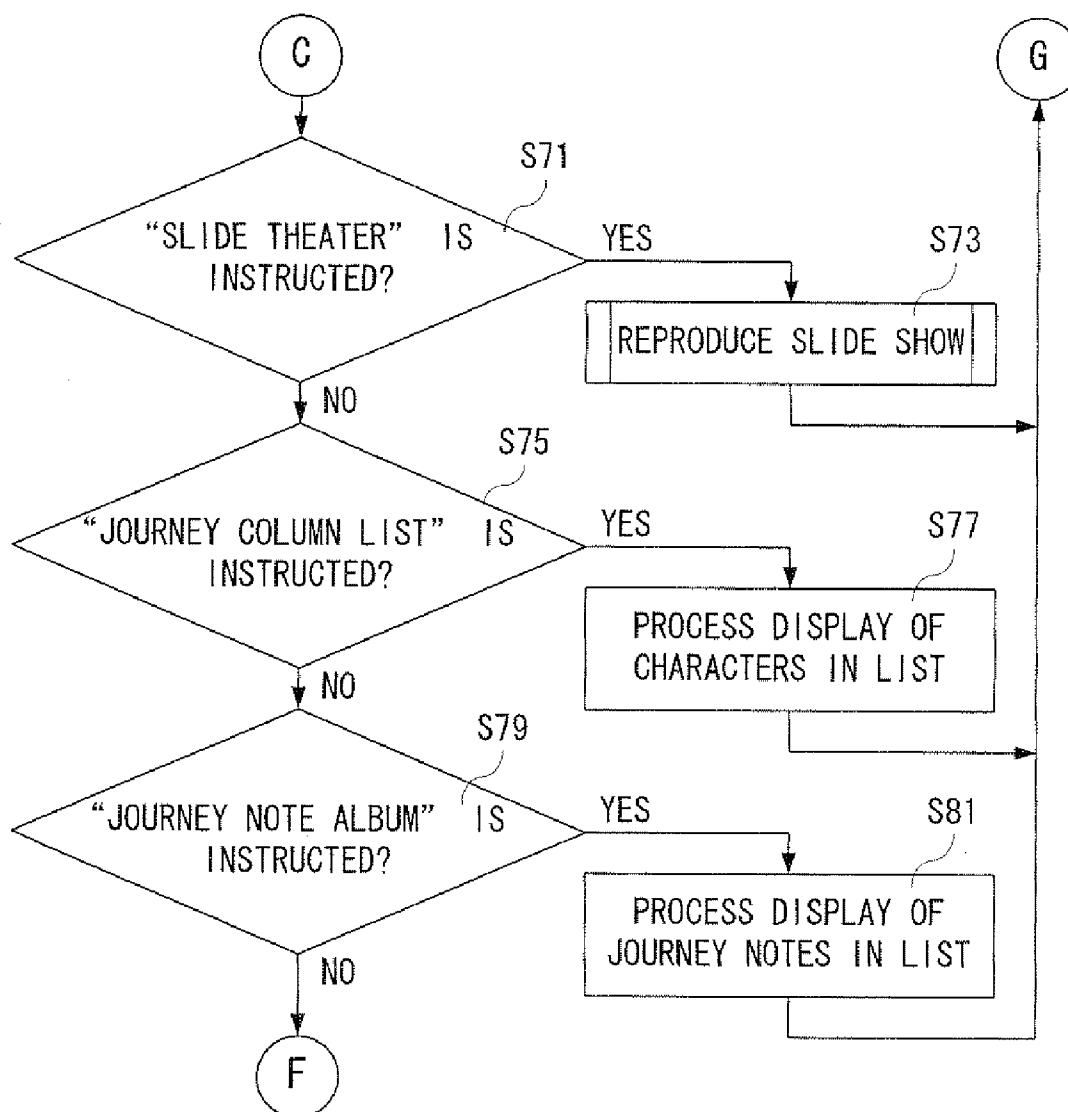 C
G
S71
“SLIDE THEATER” IS
INSTRUCTED?
YES
S73
REPRODUCE SLIDE SHOW
NO
S75
“JOURNEY COLUMN LIST” IS
INSTRUCTED?
YES
S77
PROCESS DISPLAY OF
CHARACTERS IN LIST
NO
S79
“JOURNEY NOTE ALBUM” IS
INSTRUCTED?
YES
S81
PROCESS DISPLAY OF
JOURNEY NOTES IN LIST
NO
F